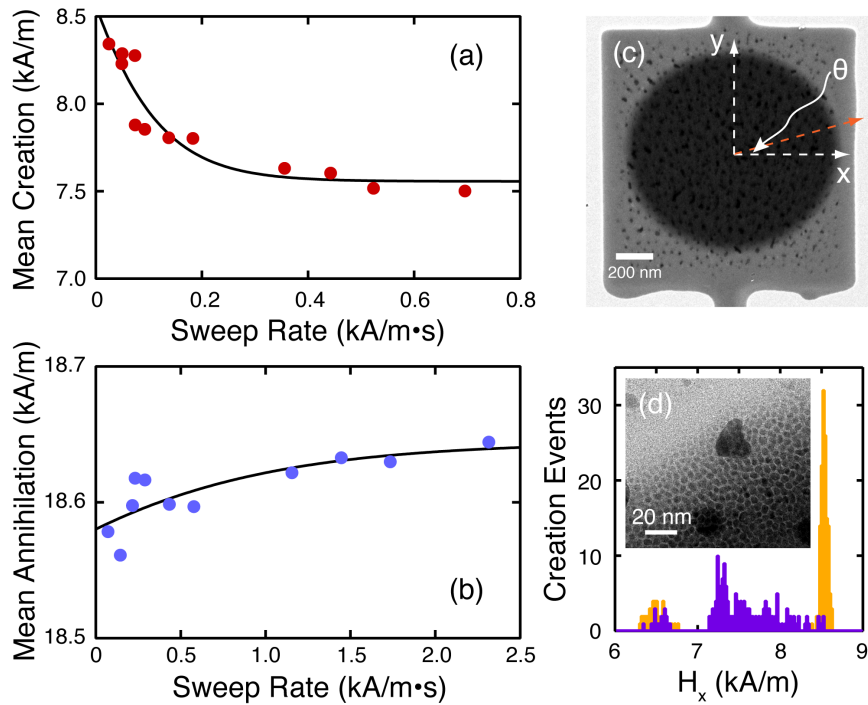 (a)
Mean Creation (kA/m)
8.5
8.0
7.5
7.0
0 0.2 0.4 0.6 0.8
Sweep Rate (kA/m•s)
(b)
Mean Annihilation (kA/m)
18.7
18.6
18.5
0 0.5 1.0 1.5 2.0 2.5
Sweep Rate (kA/m•s)
(c)
y
θ
x
200 nm
(d)
Creation Events
30
20
10
0
20 nm
6 7 8 9
Hx (kA/m)